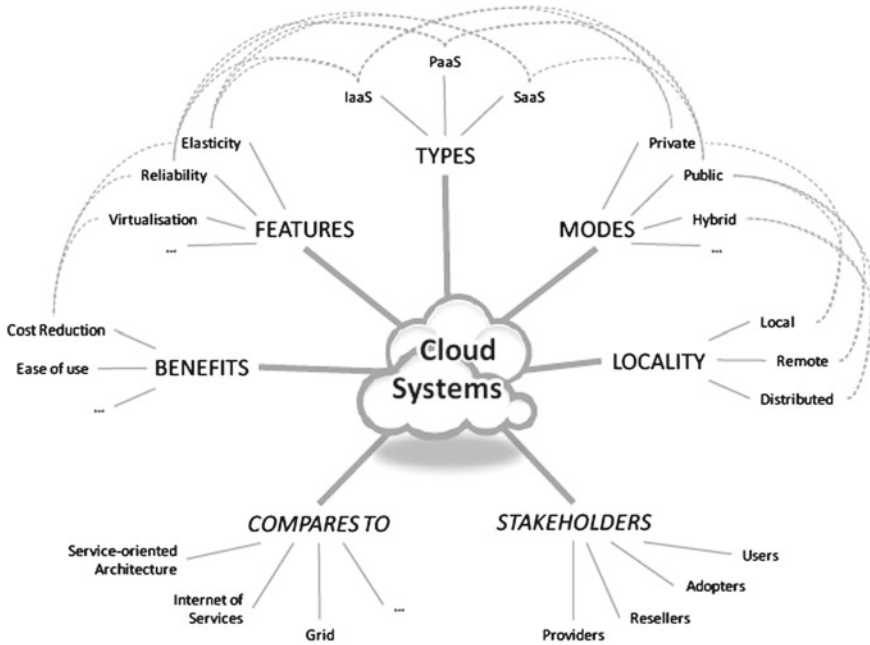 PaaS
IaaS
SaaS
Elasticity
TYPES
Private
Reliability
Public
Virtualisation
FEATURES
MODES
Hybrid
...
...
Cost Reduction
Cloud
Systems
Local
Ease of use
BENEFITS
LOCALITY
Remote
...
Distributed
COMPARES TO
STAKEHOLDERS
Service-oriented
Architecture
Users
Internet of
Services
...
Adopters
Grid
Resellers
Providers